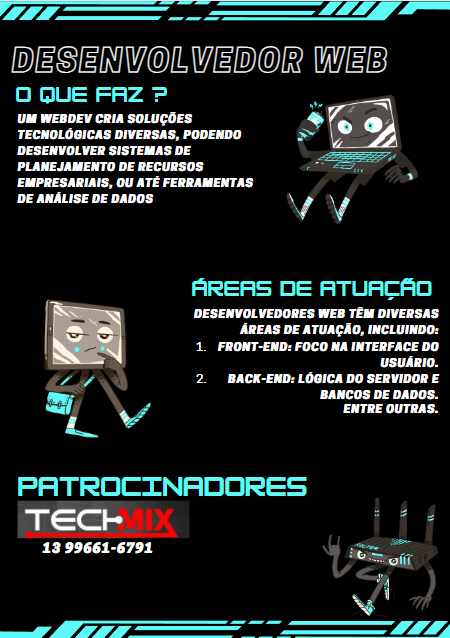 DESENVOLVEDOR WEB
O QUE FAZ ?
UM WEBDEV CRIA SOLUÇÕES
TECNOLÓGICAS DIVERSAS, PODENDO
DESENVOLVER SISTEMAS DE
PLANEJAMENTO DE RECURSOS
EMPRESARIAIS, OU ATÉ FERRAMENTAS
DE ANÁLISE DE DADOS
ÁREAS DE ATUAÇÃO
DESENVOLVEDORES WEB TÊM DIVERSAS
ÁREAS DE ATUAÇÃO, INCLUINDO:
1. FRONT-END: FOCO NA INTERFACE DO
USUÁRIO.
2. BACK-END: LÓGICA DO SERVIDOR E
BANCOS DE DADOS.
ENTRE OUTRAS.
PATROCINADORES
TECHMIX
13 99661-6791
ROUTER